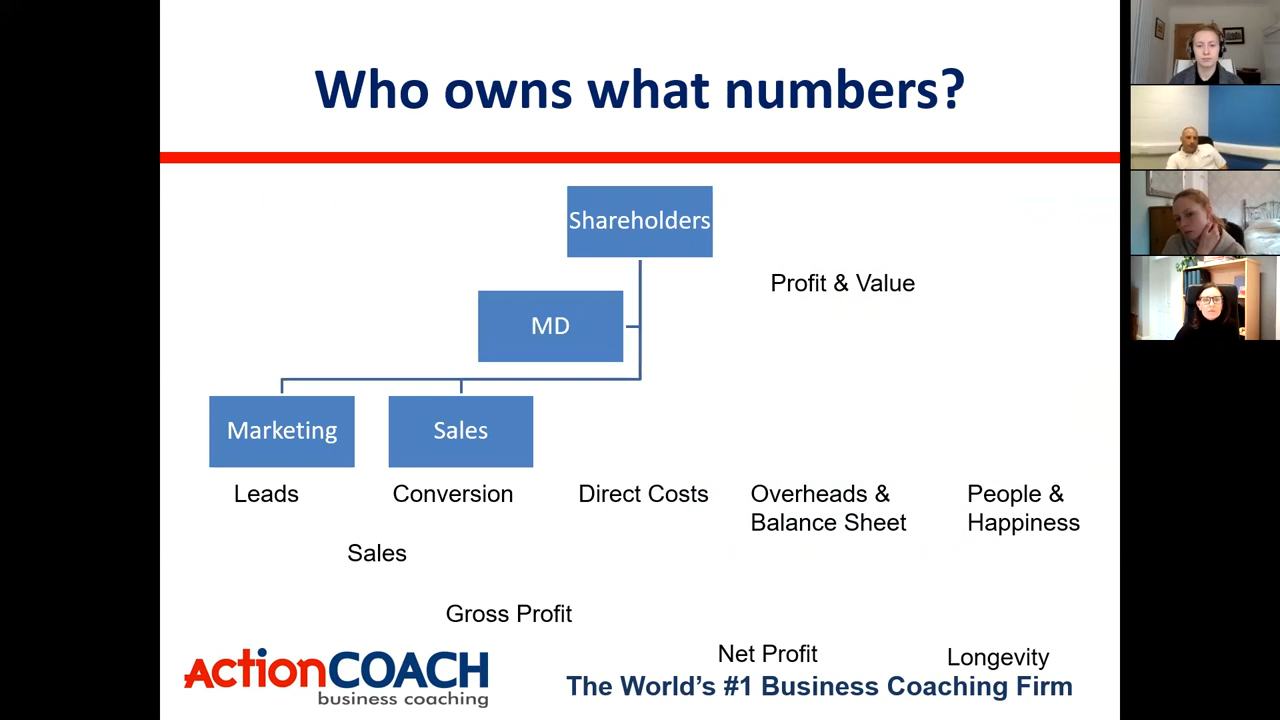 Who owns what numbers?
Shareholders
Profit & Value
MD
Marketing
Sales
Leads
Conversion
Direct Costs
Overheads &
Balance Sheet
People &
Happiness
Sales
Gross Profit
Net Profit
Longevity
ActionCOACH
business coaching
The World's #1 Business Coaching Firm